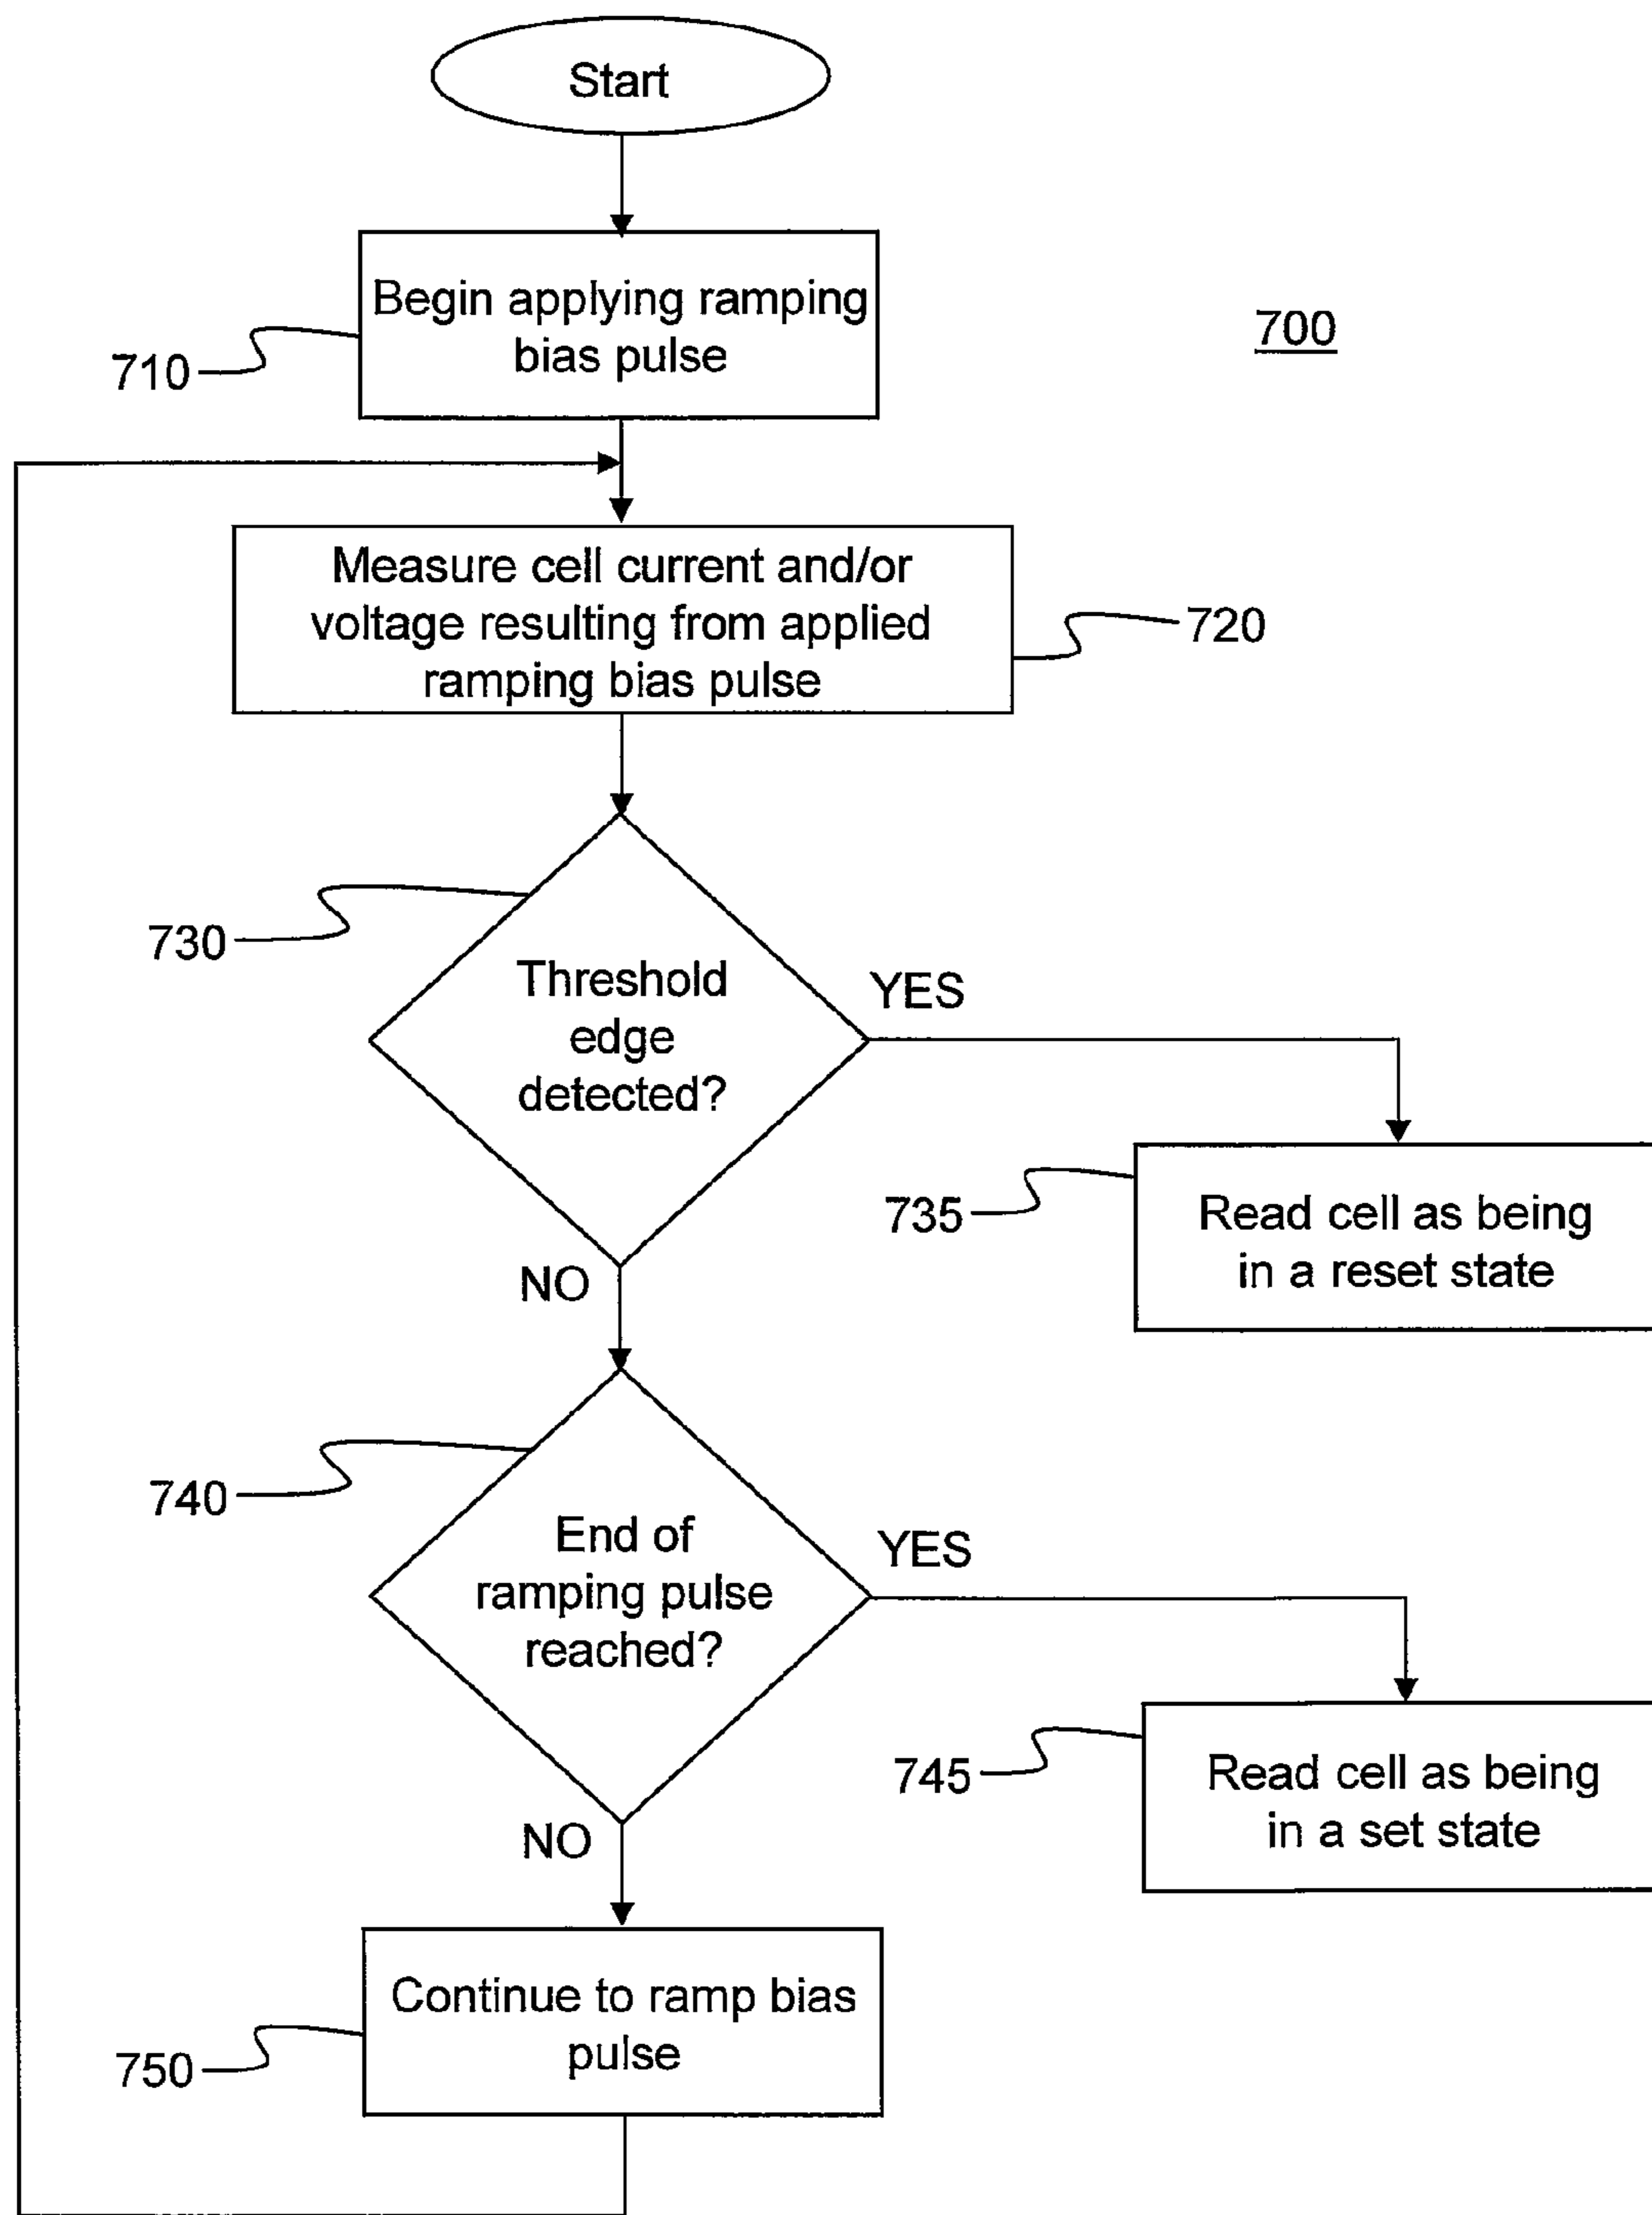 Start
Begin applying ramping
bias pulse
710
700
Measure cell current and/or
voltage resulting from applied
ramping bias pulse
720
730
Threshold
edge
detected?
YES
NO
735
Read cell as being
in a reset state
740
End of
ramping pulse
reached?
YES
NO
745
Read cell as being
in a set state
Continue to ramp bias
pulse
750